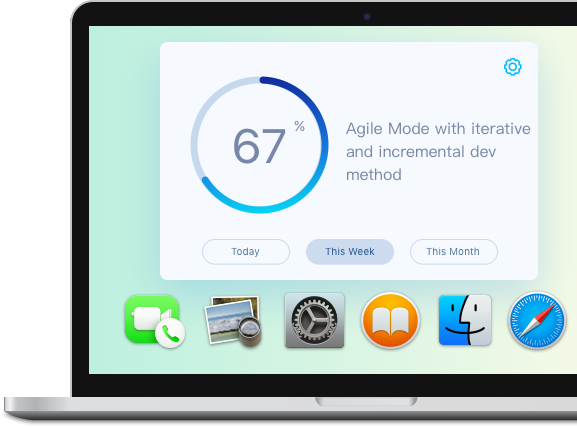 67 %
Agile Mode with iterative
and incremental dev
method
Today
This Week
This Month